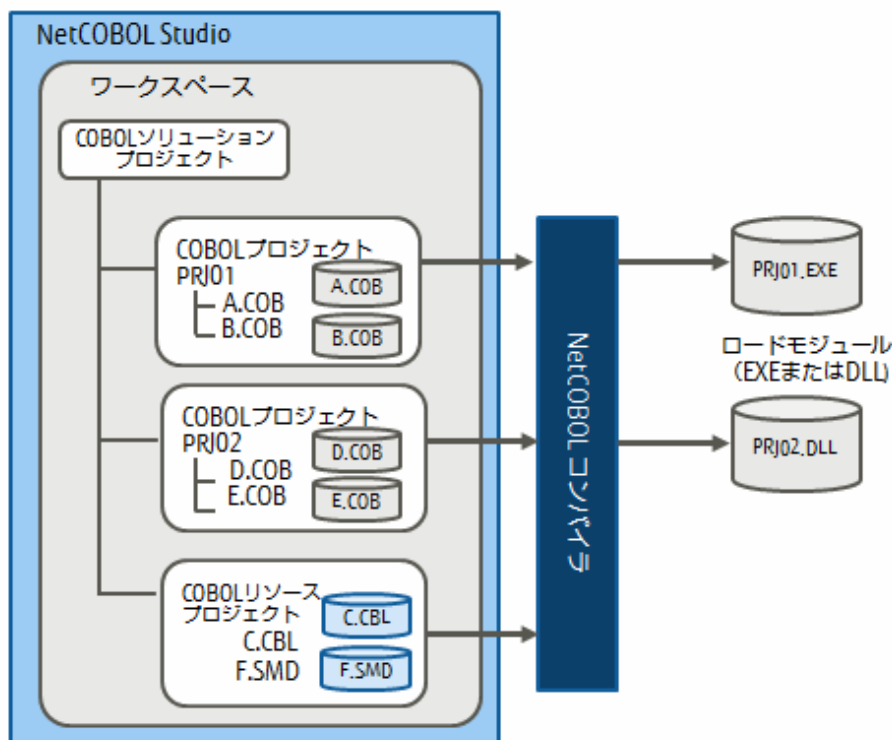 NetCOBOL Studio
ワークスペース
COBOLソリューション
プロジェクト
COBOLプロジェクト
PRJ01
A.COB
B.COB
A.COB
B.COB
COBOLプロジェクト
PRJ02
D.COB
E.COB
D.COB
E.COB
COBOLリソース
プロジェクト
C.CBL
F.SMD
C.CBL
F.SMD
NetCOBOL コンパイラ
PRJ01.EXE
ロードモジュール
(EXEまたはDLL)
PRJ02.DLL